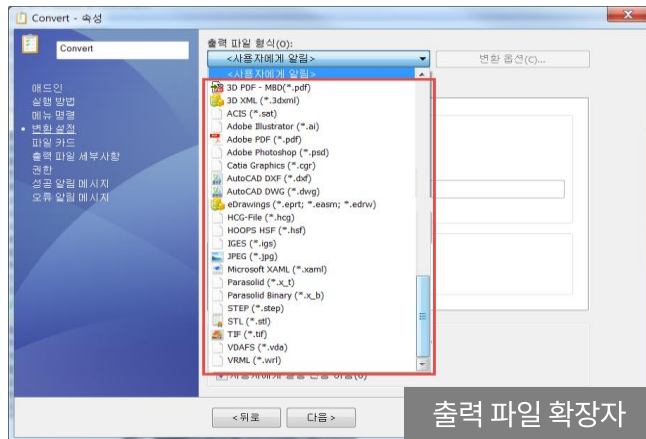 Convert - 속성
Convert
애드인
실행 방법
메뉴 명령
변환 설정
파일 카드
출력 파일 세부사항
권한
성공 알림 메시지
오류 알림 메시지
출력 파일 형식(O):
<사용자에게 알림>
변환 옵션(C)...
<사용자에게 알림>
3D PDF - MBD(*.pdf)
3D XML (*.3dxml)
ACIS (*.sat)
Adobe Illustrator (*.ai)
Adobe PDF (*.pdf)
Adobe Photoshop (*.psd)
Catia Graphics (*.cgr)
AutoCAD DXF (*.dxf)
AutoCAD DWG (*.dwg)
eDrawings (*.eprt; *.easm; *.edrw)
HCG-File (*.hcg)
HOOPS HSF (*.hsf)
IGES (*.igs)
JPEG (*.jpg)
Microsoft XAML (*.xaml)
Parasolid (*.x_t)
Parasolid Binary (*.x_b)
STEP (*.step)
STL (*.stl)
TIF (*.tif)
VDAFS (*.vda)
VRML (*.wrl)
<뒤로
다음>
출력 파일 확장자